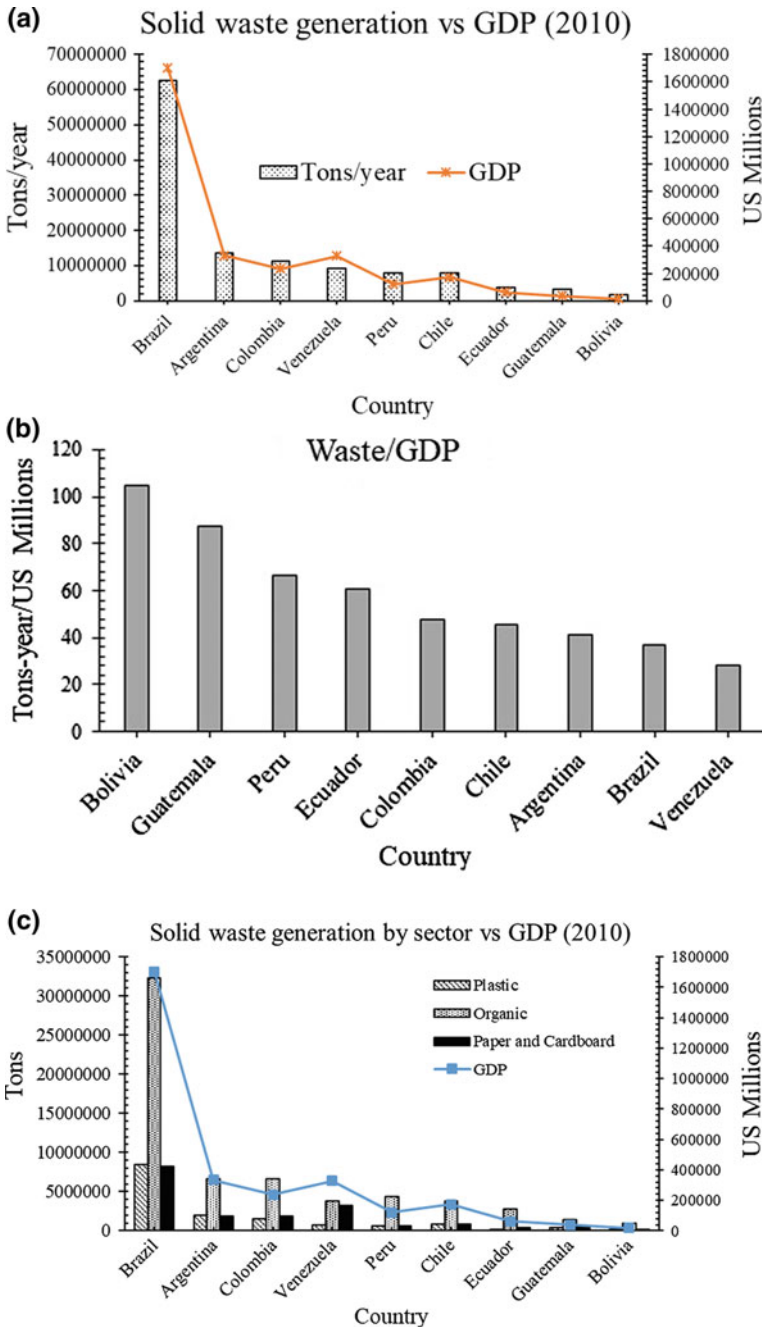 (a)
Solid waste generation vs GDP (2010)
70000000
60000000
50000000
40000000
30000000
20000000
10000000
0
Tons/year
1800000
1600000
1400000
1200000
1000000
800000
600000
400000
200000
0
US Millions
Tons/year GDP
Brazil
Argentina
Colombia
Venezuela
Peru
Chile
Ecuador
Guatemala
Bolivia
Country
(b)
Waste/GDP
120
100
80
60
40
20
0
Tons-year/US Millions
Bolivia
Guatemala
Peru
Ecuador
Colombia
Chile
Argentina
Brazil
Venezuela
Country
(c)
Solid waste generation by sector vs GDP (2010)
35000000
30000000
25000000
20000000
15000000
10000000
5000000
0
Tons
1800000
1600000
1400000
1200000
1000000
800000
600000
400000
200000
0
US Millions
Plastic
Organic
Paper and Cardboard
GDP
Brazil
Argentina
Colombia
Venezuela
Peru
Chile
Ecuador
Guatemala
Bolivia
Country